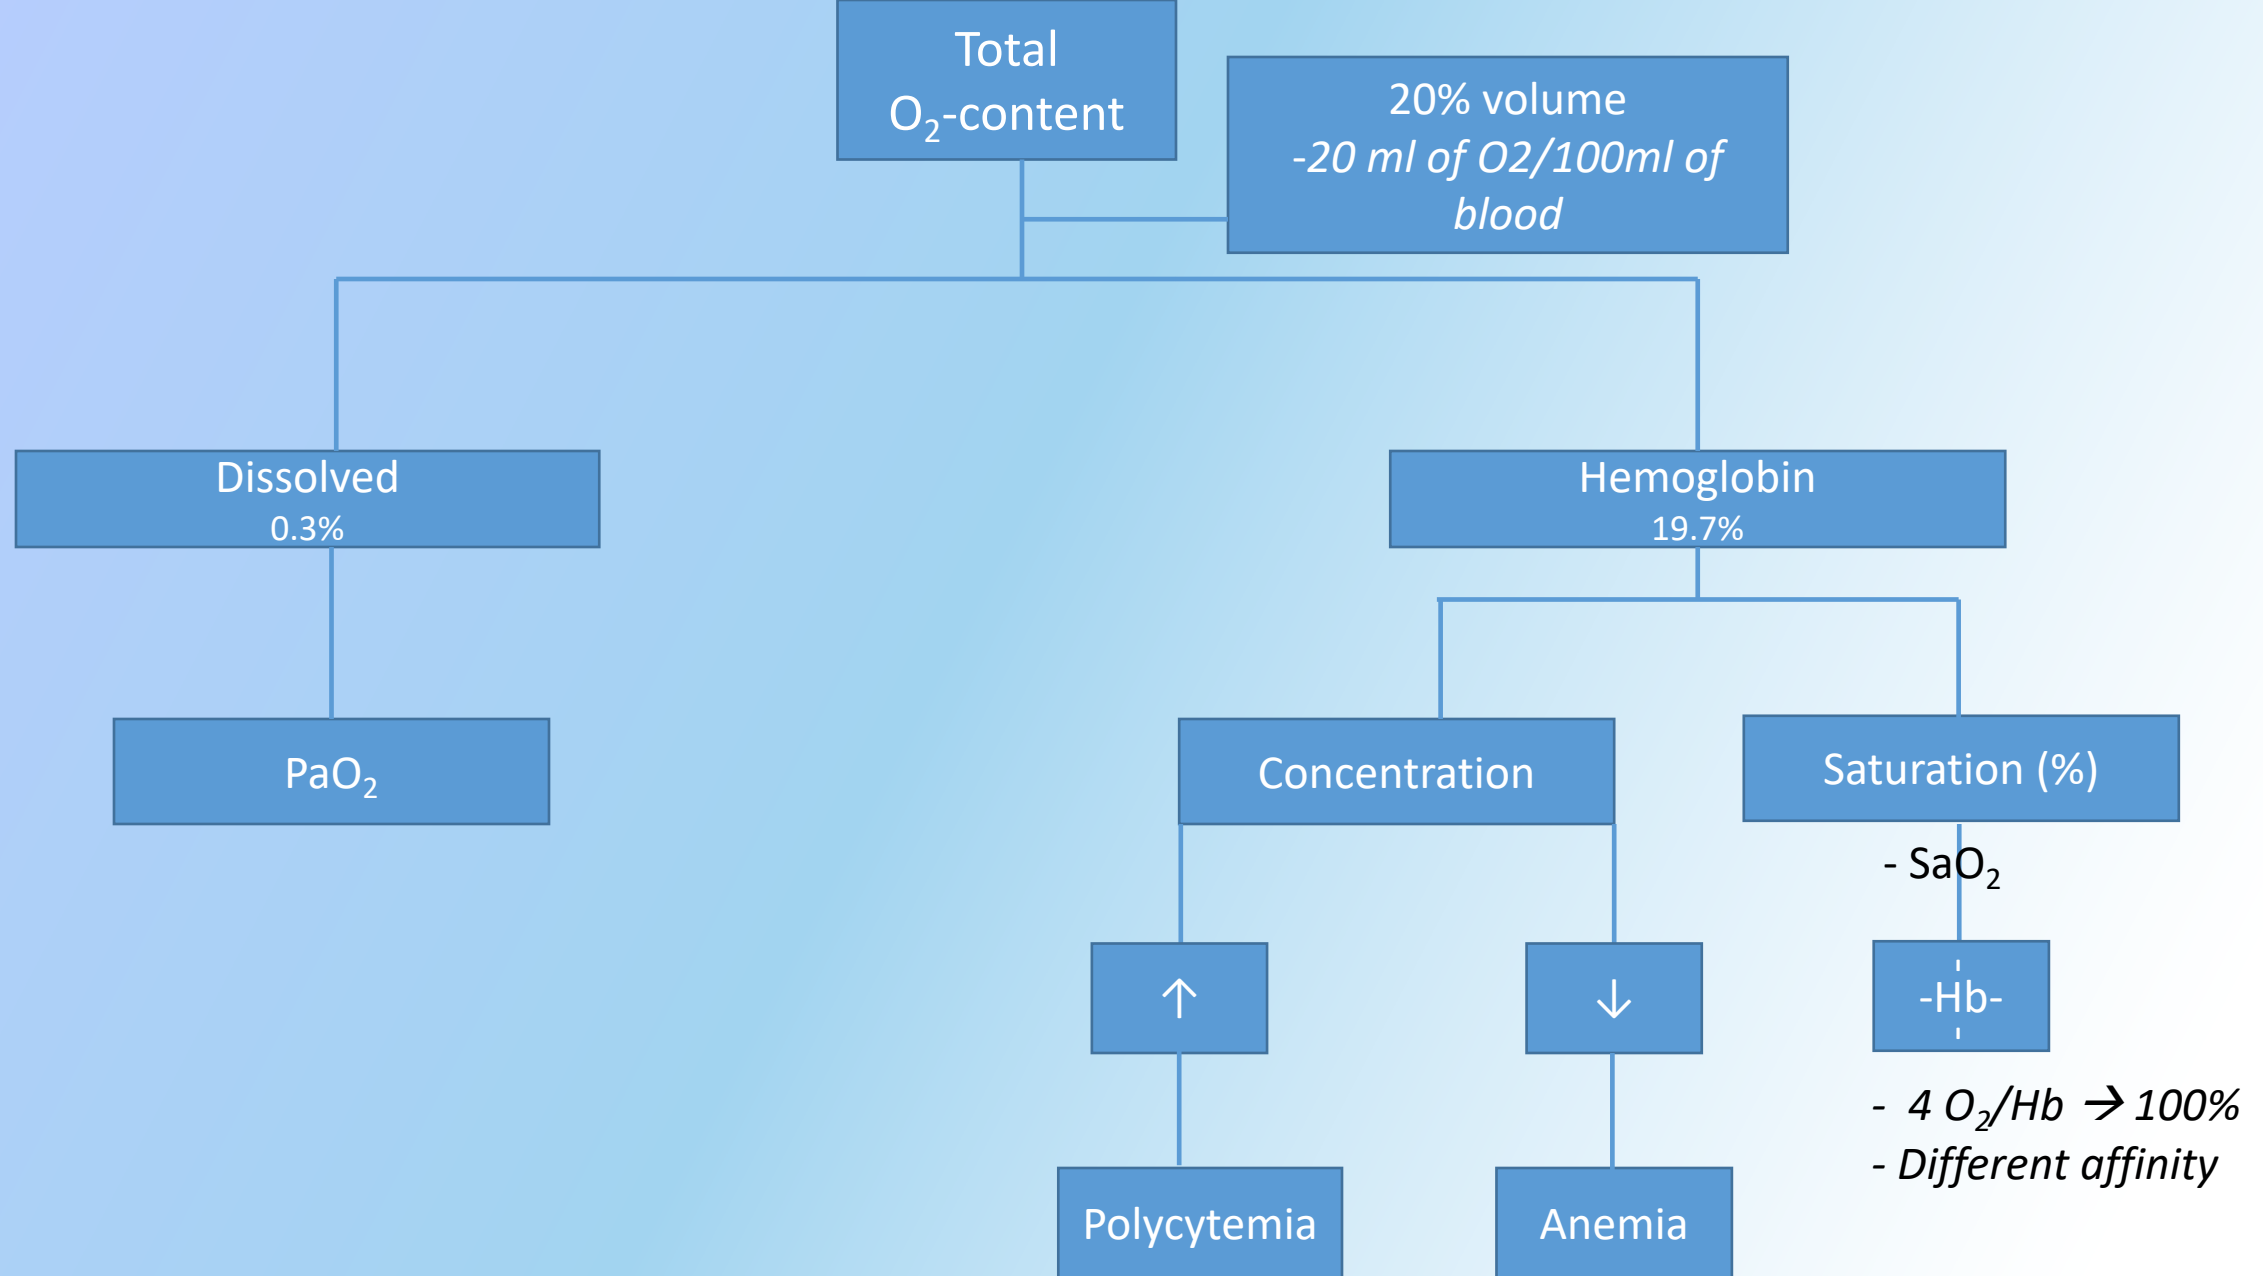 Total
O₂-content
20% volume
-20 ml of O2/100ml of
blood
Dissolved
0.3%
Hemoglobin
19.7%
PaO₂
Concentration
Saturation (%)
- SaO₂
↑
↓
-Hb-
- 4 O₂/Hb → 100%
- Different affinity
Polycytemia
Anemia